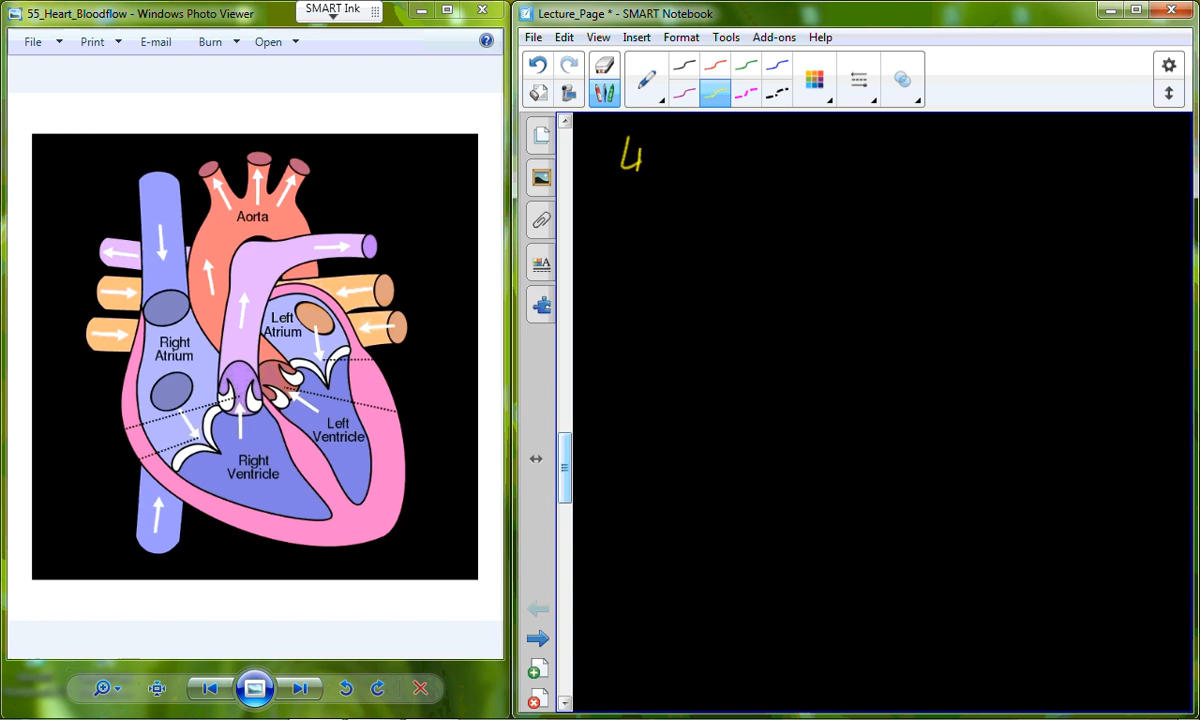 55_Heart_Bloodflow - Windows Photo Viewer
SMART Ink
File Print E-mail Burn Open
Aorta
Left
Atrium
Right
Atrium
Left
Ventricle
Right
Ventricle
Lecture_Page * - SMART Notebook
File Edit View Insert Format Tools Add-ons Help
4